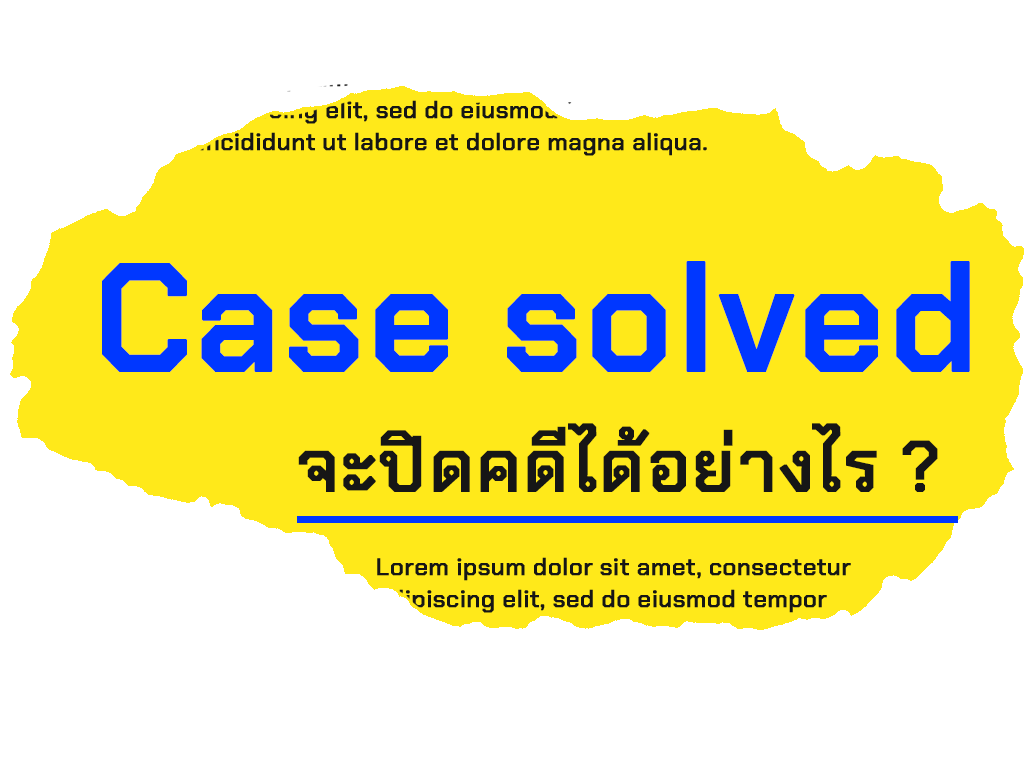 elit, sed do
ut labore et dolore magna aliqua.
Case solved
จะปิดคดีได้อย่างไร ?
Lorem ipsum dolor sit amet, consectetur
elit, sed do eiusmod tempor